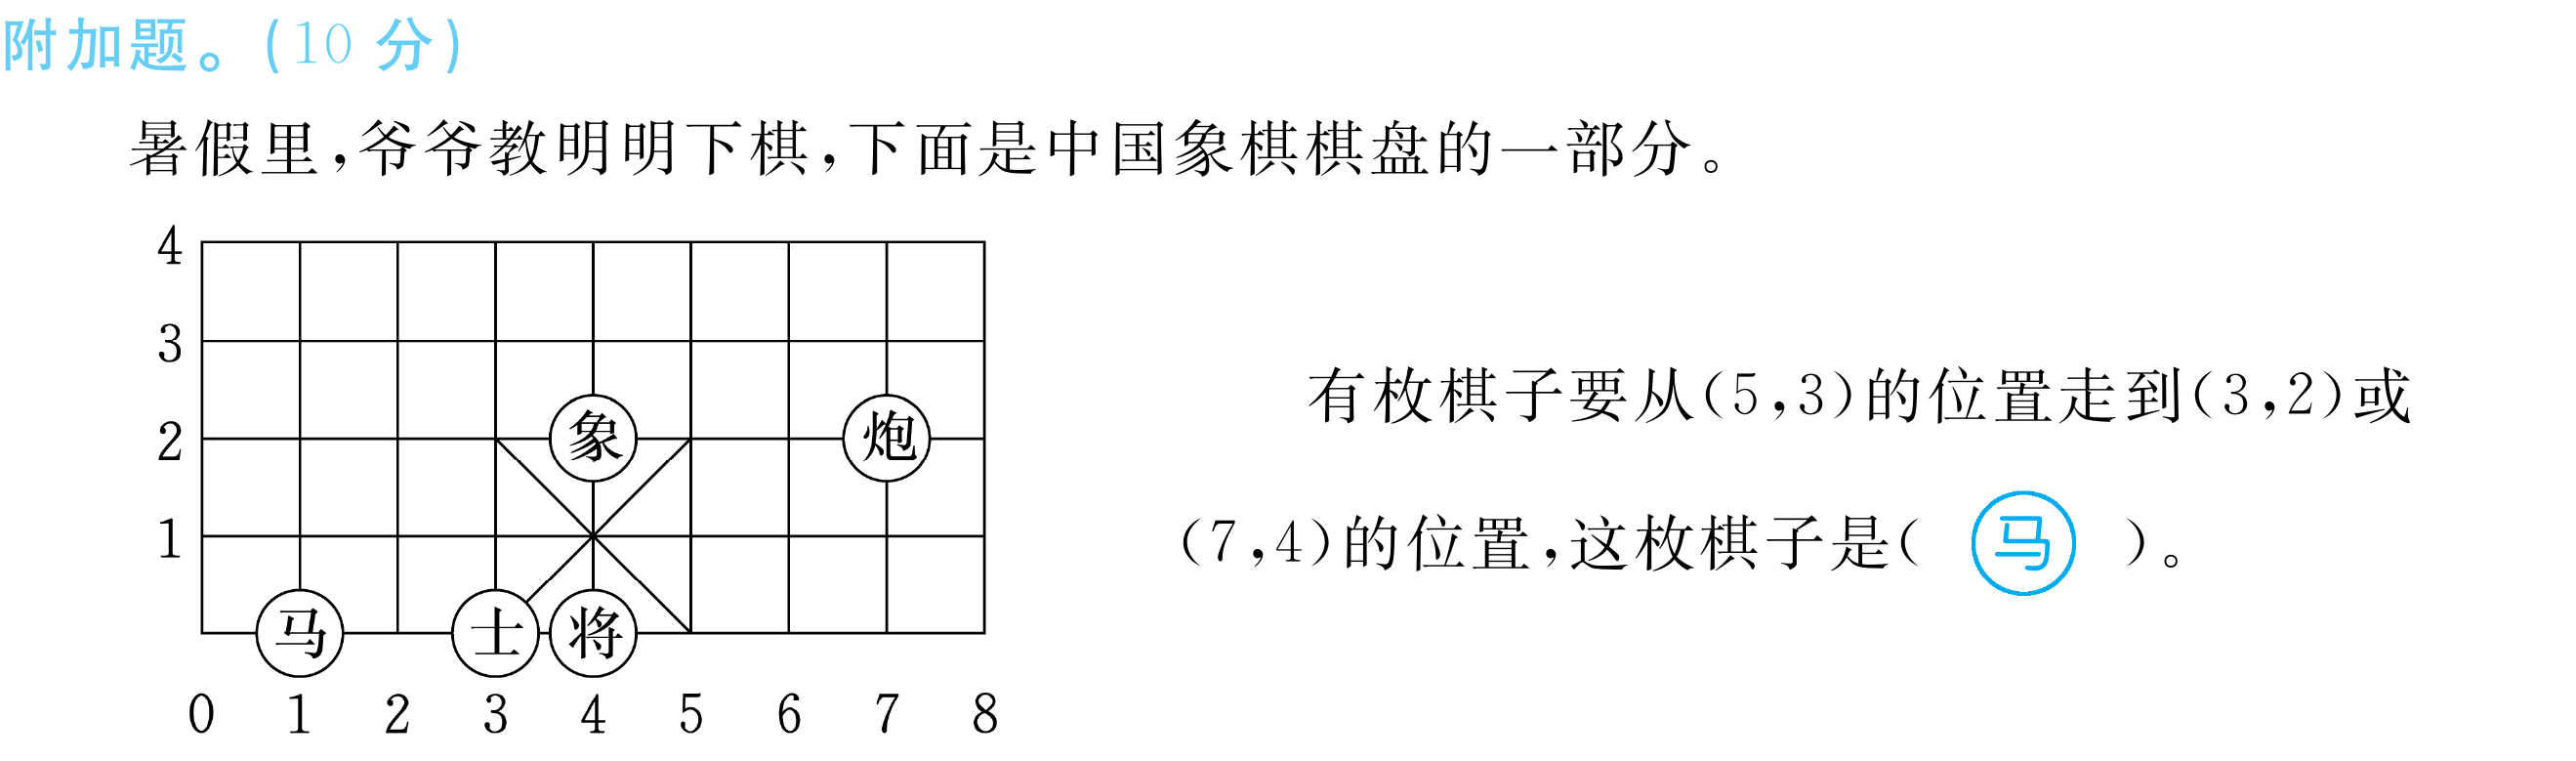 附加题。(10 分)
暑假里,爷爷教明明下棋,下面是中国象棋棋盘的一部分。
4
3
2 象 炮
1
马 士 将
0 1 2 3 4 5 6 7 8
有枚棋子要从(5,3)的位置走到(3,2)或
(7,4)的位置,这枚棋子是( 马 )。